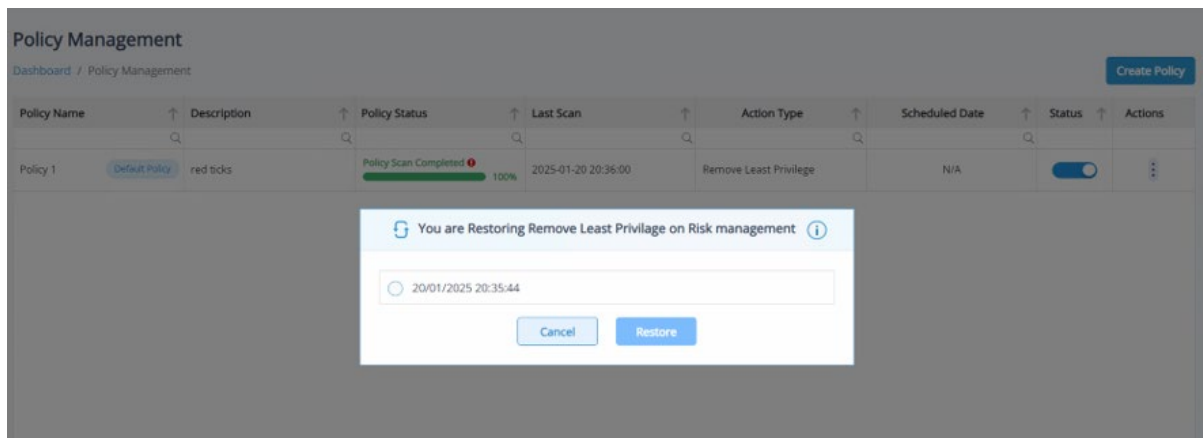 Policy Management
Dashboard / Policy Management
Create Policy
Policy Name Description Policy Status Last Scan Action Type Scheduled Date Status Actions
Policy 1 Default Policy red ticks Policy Scan Completed 100% 2025-01-20 20:36:00 Remove Least Privilege N/A
You are Restoring Remove Least Privilage on Risk management
20/01/2025 20:35:44
Cancel Restore